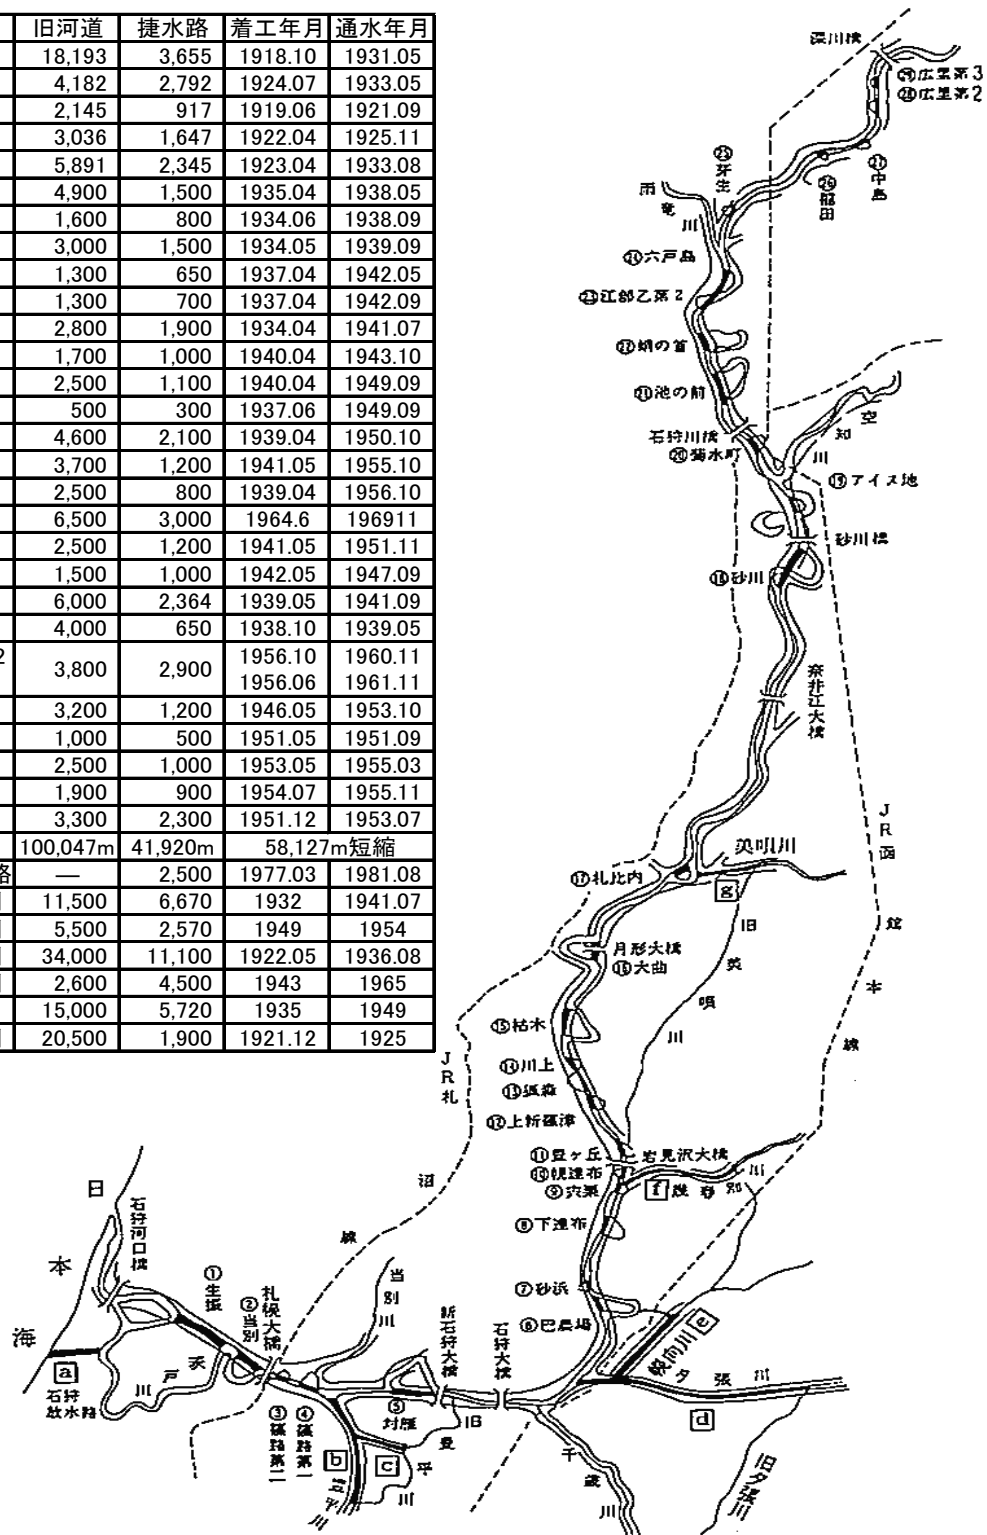 旧河道 捷水路 着工年月 通水年月
18,193 3,655 1918.10 1931.05
4,182 2,792 1924.07 1933.05
2,145 917 1919.06 1921.09
3,036 1,647 1922.04 1925.11
5,891 2,345 1923.04 1933.08
4,900 1,500 1935.04 1938.05
1,600 800 1934.06 1938.09
3,000 1,500 1934.05 1939.09
1,300 650 1937.04 1942.05
1,300 700 1937.04 1942.09
2,800 1,900 1934.04 1941.07
1,700 1,000 1940.04 1943.10
2,500 1,100 1940.04 1949.09
500 300 1937.06 1949.09
4,600 2,100 1939.04 1950.10
3,700 1,200 1941.05 1955.10
2,500 800 1939.04 1956.10
6,500 3,000 1964.6 196911
2,500 1,200 1941.05 1951.11
1,500 1,000 1942.05 1947.09
6,000 2,364 1939.05 1941.09
4,000 650 1938.10 1939.05
2 3,800 2,900 1956.10 1960.11
1956.06 1961.11
3,200 1,200 1946.05 1953.10
1,000 500 1951.05 1951.09
2,500 1,000 1953.05 1955.03
1,900 900 1954.07 1955.11
3,300 2,300 1951.12 1953.07
100,047m 41,920m 58,127m短縮
路 — 2,500 1977.03 1981.08
11,500 6,670 1932 1941.07
5,500 2,570 1949 1954
34,000 11,100 1922.05 1936.08
2,600 4,500 1943 1965
15,000 5,720 1935 1949
20,500 1,900 1921.12 1925
深川橋
㉙広里第3
㉘広里第2
㉗中島
㉖稲田
㉕芽生
雨竜川
㉔六戸島
㉓江部乙第2
㉒蛸の首
㉑池の前
石狩川橋
⑳菊水町
空知川
⑲アイヌ地
砂川橋
⑱砂川
奈井江大橋
JR函館本線
美唄川
⑰札比内
g
旧美唄川
月形大橋
⑯大曲
⑮枯木
⑭川上
⑬狐森
⑫上新篠津
JR札沼線
⑪豊ヶ丘
岩見沢大橋
⑩幌達布
⑨宍粟
f 幾春別川
⑧下達布
⑦砂浜
⑥巴農場
e
旧夕張川
夕張川
d
千歳川
石狩大橋
新石狩大橋
当別川
札幌大橋
②当別
①生振
石狩河口橋
日本海
a
石狩放水路
茨戸川
③篠路第二
④篠路第一
⑤対雁
b
c
旧豊平川
豊平川